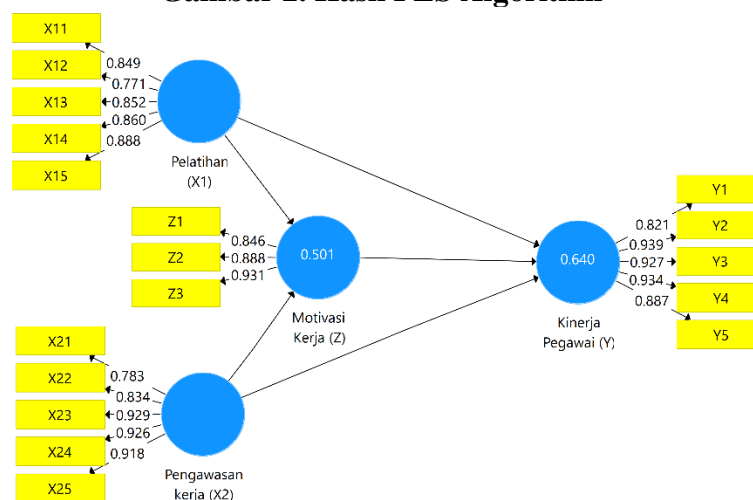 X11
X12
X13
X14
X15
0.849
0.771
0.852
0.860
0.888
Pelatihan
(X1)
Z1
Z2
Z3
0.846
0.888
0.931
0.501
Motivasi
Kerja (Z)
X21
X22
X23
X24
X25
0.783
0.834
0.929
0.926
0.918
Pengawasan
kerja (X2)
0.640
Kinerja
Pegawai (Y)
0.821
0.939
0.927
0.934
0.887
Y1
Y2
Y3
Y4
Y5